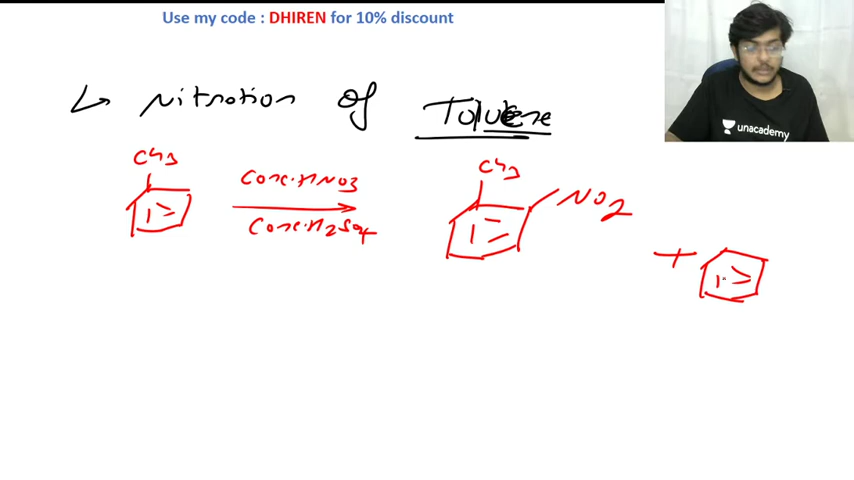 Use my code : DHIREN for 10% discount
unacademy
↳ Nitration of Toluene
CH3
Conc.HNO3
Conc.H2SO4
CH3
NO2
+